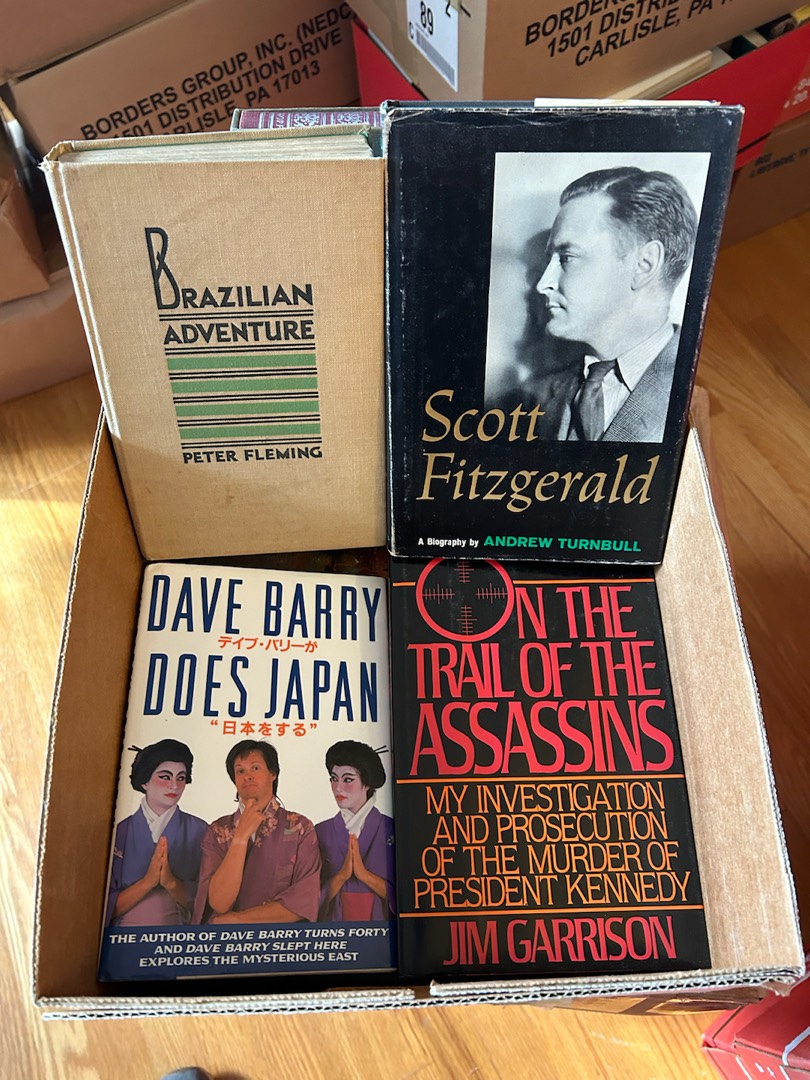 BORDERS GROUP, INC. (NEDC
1501 DISTRIBUTION DRIVE
CARLISLE, PA 17013
89
2
C
BORDERS
1501 DISTRIB
CARLISLE, PA
BRAZILIAN
ADVENTURE
PETER FLEMING
Scott
Fitzgerald
A Biography by ANDREW TURNBULL
DAVE BARRY
デイブ・バリーが
DOES JAPAN
“日本をする”
THE AUTHOR OF DAVE BARRY TURNS FORTY
AND DAVE BARRY SLEPT HERE
EXPLORES THE MYSTERIOUS EAST
ON THE
TRAIL OF THE
ASSASSINS
MY INVESTIGATION
AND PROSECUTION
OF THE MURDER OF
PRESIDENT KENNEDY
JIM GARRISON